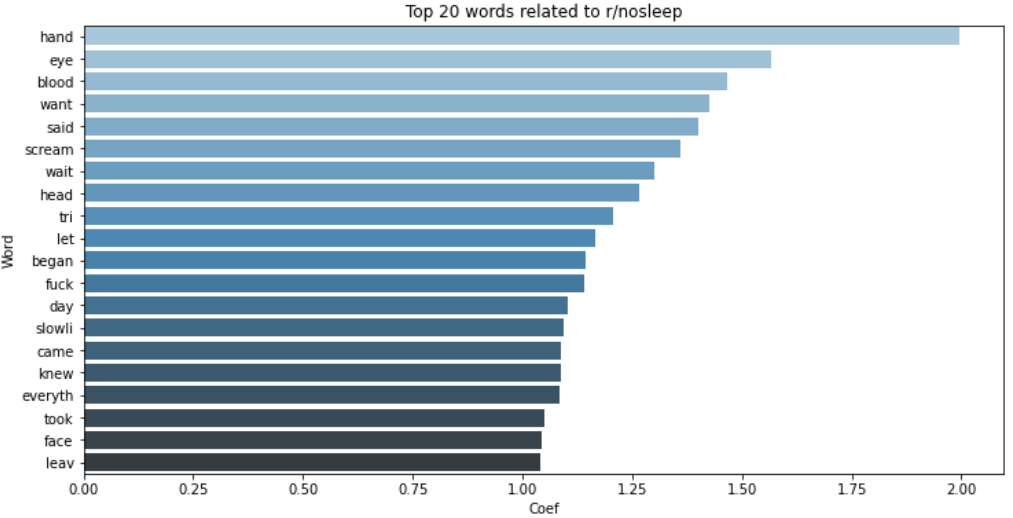 Top 20 words related to r/nosleep
hand
eye
blood
want
said
scream
wait
head
tri
let
began
fuck
day
slowli
came
knew
everyth
took
face
leav
Word
0.00 0.25 0.50 0.75 1.00 1.25 1.50 1.75 2.00
Coef